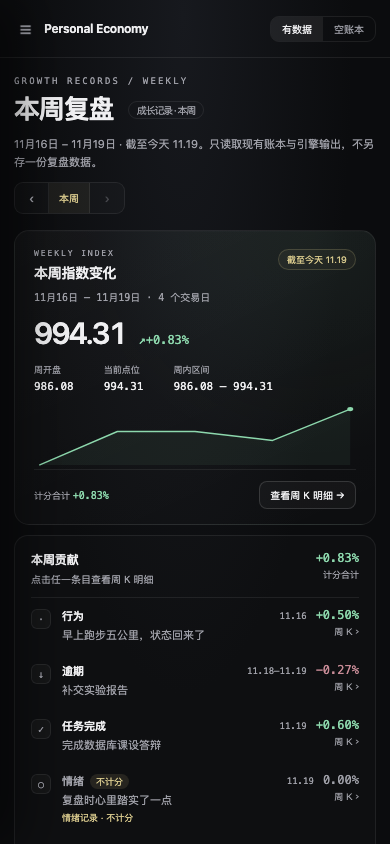 Personal Economy
有数据
空账本
GROWTH RECORDS / WEEKLY
本周复盘
成长记录·本周
11月16日 – 11月19日 · 截至今天 11.19。只读取现有账本与引擎输出，不另
存一份复盘数据。
‹ 本周 ›
WEEKLY INDEX
截至今天 11.19
本周指数变化
11月16日 — 11月19日 · 4 个交易日
994.31 ↗+0.83%
周开盘 当前点位 周内区间
986.08 994.31 986.08 — 994.31
计分合计 +0.83%
查看周 K 明细 →
本周贡献 +0.83%
点击任一条目查看周 K 明细 计分合计
行为 11.16 +0.50%
早上跑步五公里，状态回来了 周 K ›
逾期 11.18—11.19 −0.27%
补交实验报告 周 K ›
任务完成 11.19 +0.60%
完成数据库课设答辩 周 K ›
情绪 不计分 11.19 0.00%
复盘时心里踏实了一点 周 K ›
情绪记录 · 不计分